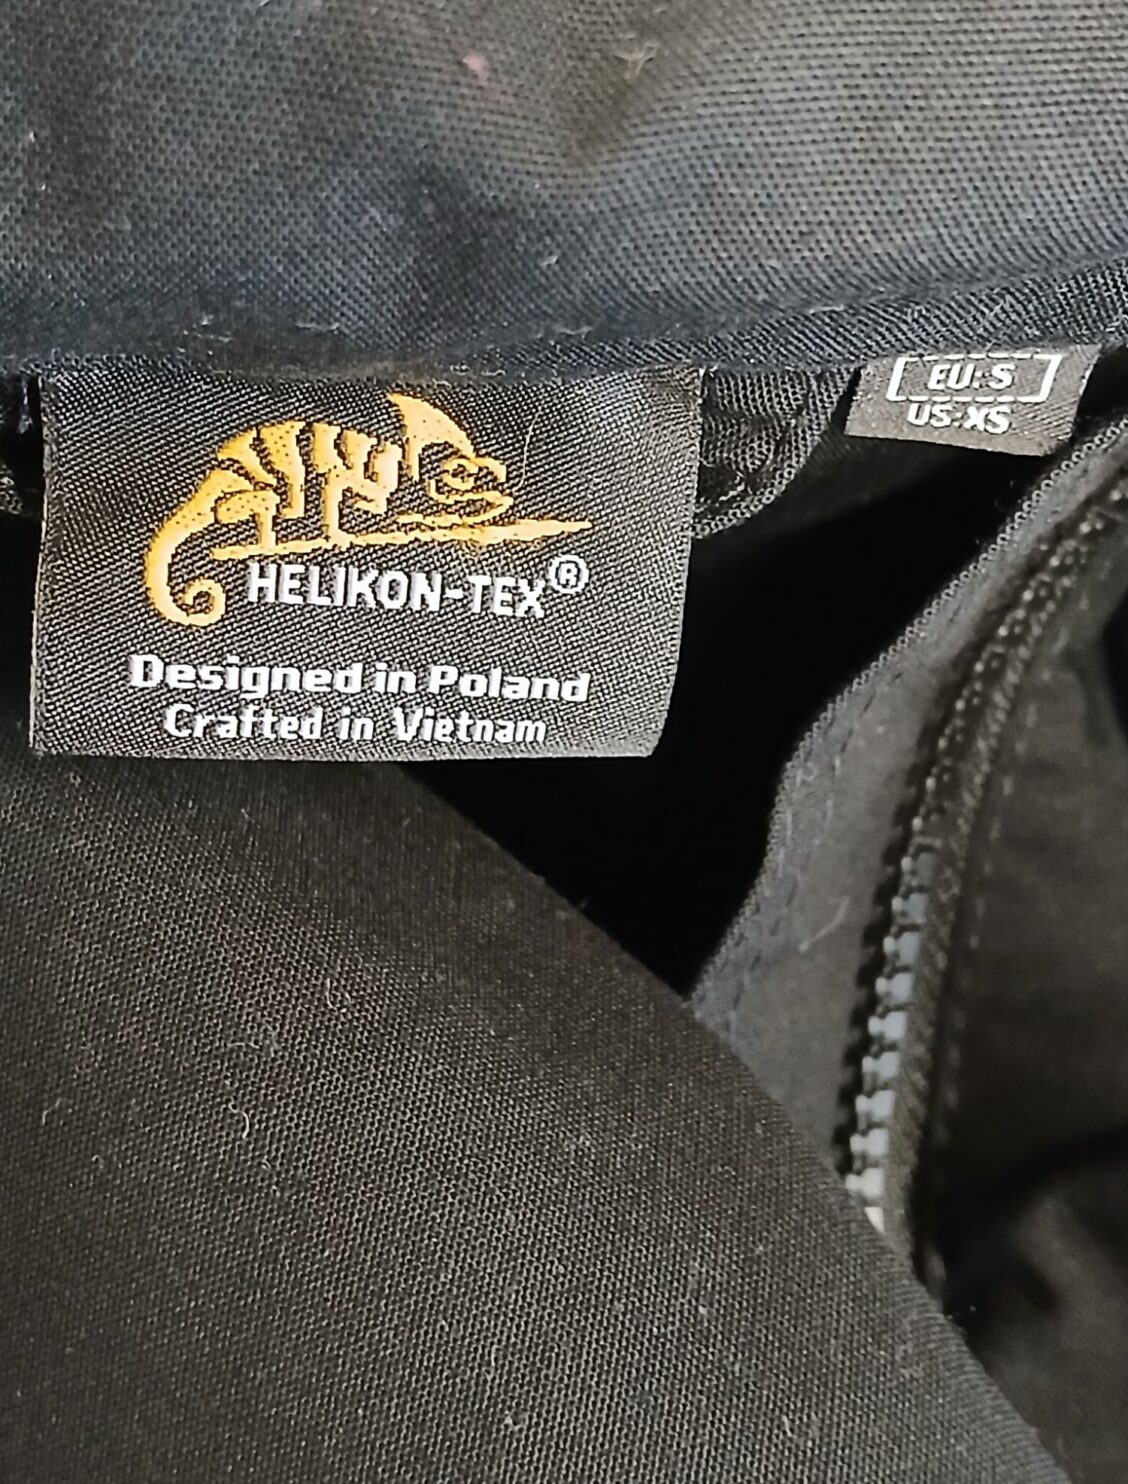 HELIKON-TEX®
Designed in Poland
Crafted in Vietnam
EU:S
US:XS